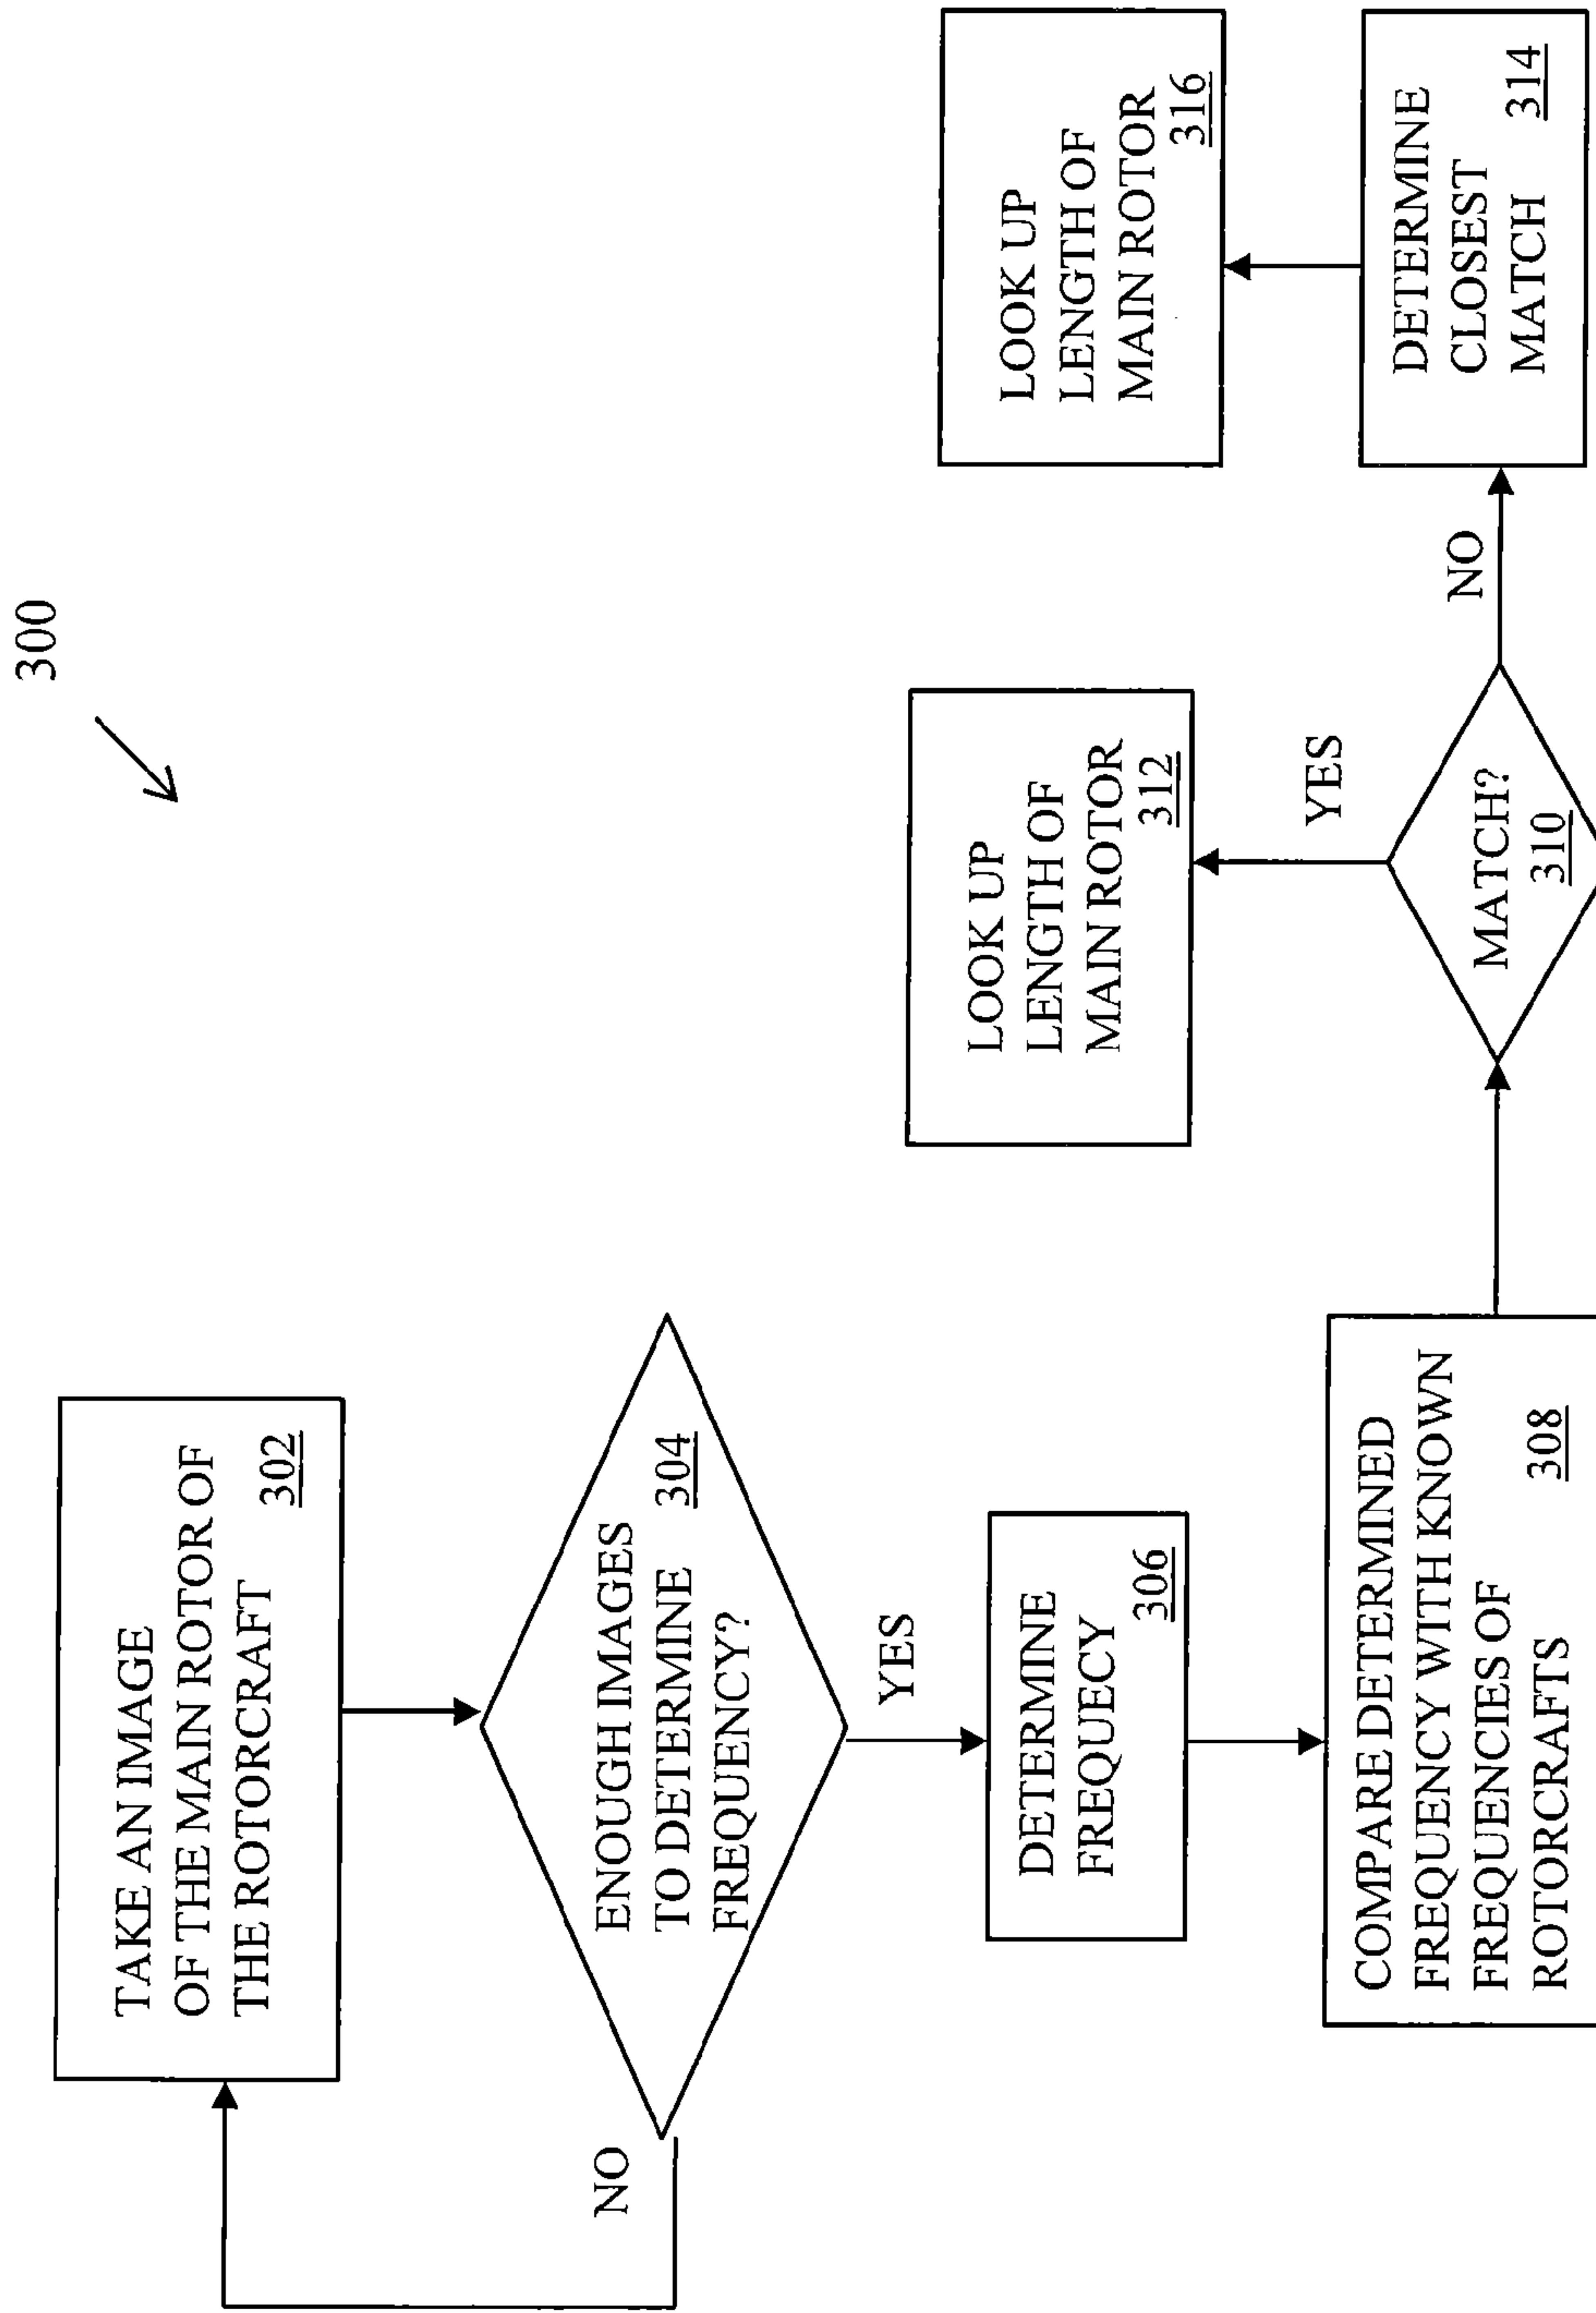 300
TAKE AN IMAGE
OF THE MAIN ROTOR OF
THE ROTORCRAFT
302
NO
ENOUGH IMAGES
TO DETERMINE
FREQUENCY?
304
YES
DETERMINE
FREQUECY
306
COMPARE DETERMINED
FREQUENCY WITH KNOWN
FREQUENCIES OF
ROTORCRAFTS
308
MATCH?
310
YES
LOOK UP
LENGTH OF
MAIN ROTOR
312
NO
DETERMINE
CLOSEST
MATCH
314
LOOK UP
LENGTH OF
MAIN ROTOR
316